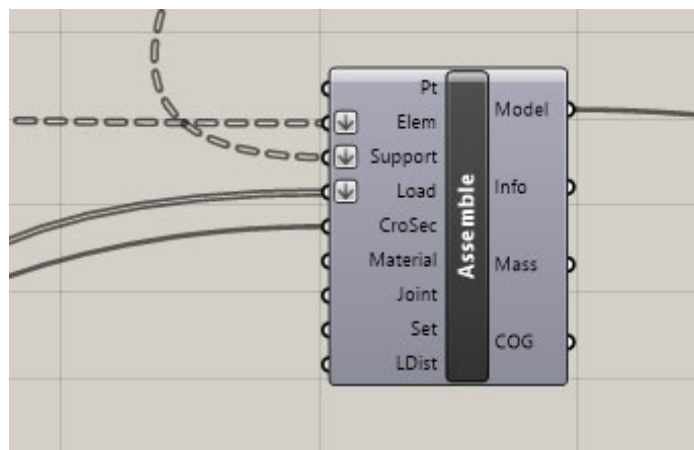 Pt
Elem
Support
Load
CroSec
Material
Joint
Set
LDist
Assemble
Model
Info
Mass
COG